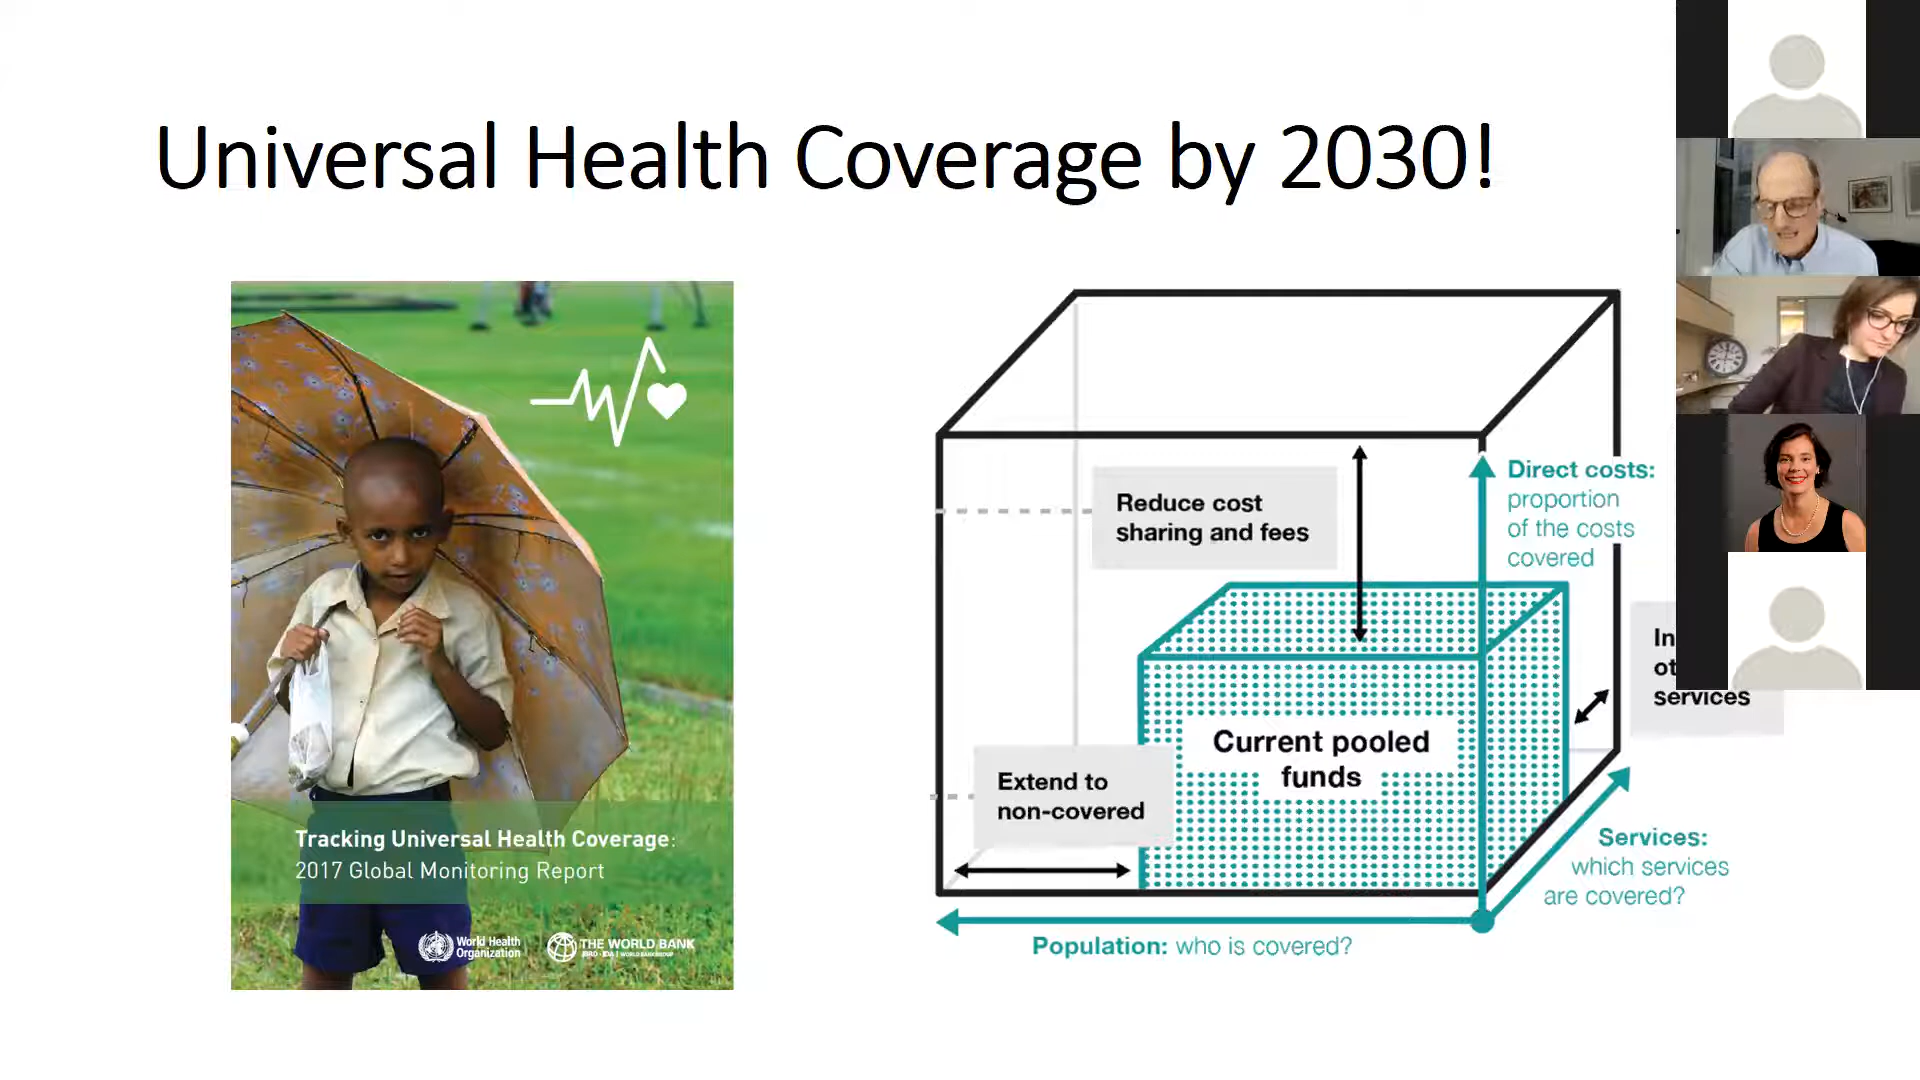 Universal Health Coverage by 2030!
Tracking Universal Health Coverage:
2017 Global Monitoring Report
World Health
Organization
THE WORLD BANK
IBRD • IDA | WORLD BANK GROUP
Reduce cost
sharing and fees
Direct costs:
proportion
of the costs
covered
In
ot
services
Current pooled
funds
Extend to
non-covered
Services:
which services
are covered?
Population: who is covered?